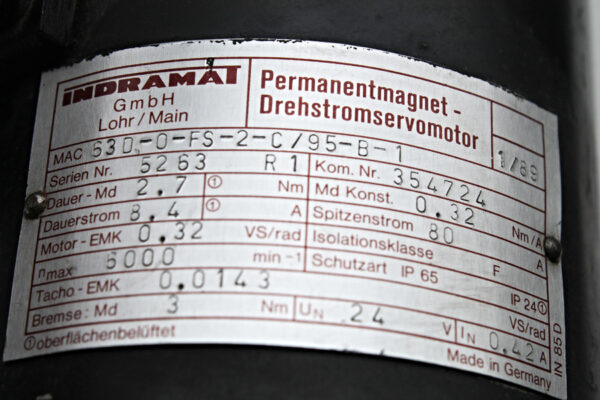 INDRAMAT
GmbH
Lohr/Main
Permanentmagnet-
Drehstromservomotor
MAC 63D-0-FS-2-C/95-B-1 1/89
Serien Nr. 5263 R1 Kom. Nr. 354724
Dauer-Md 2.7 ① Nm Md Konst. 0.32 Nm/A
Dauerstrom 8.4 ① A Spitzenstrom 80 A
Motor-EMK 0.32 VS/rad Isolationsklasse F
nmax 6000 min-1 Schutzart IP 65 IP 24①
Tacho-EMK 0.0143 VS/rad
Bremse: Md 3 Nm UN 24 V IN 0.42 A
①oberflächenbelüftet Made in Germany
IN 85 D